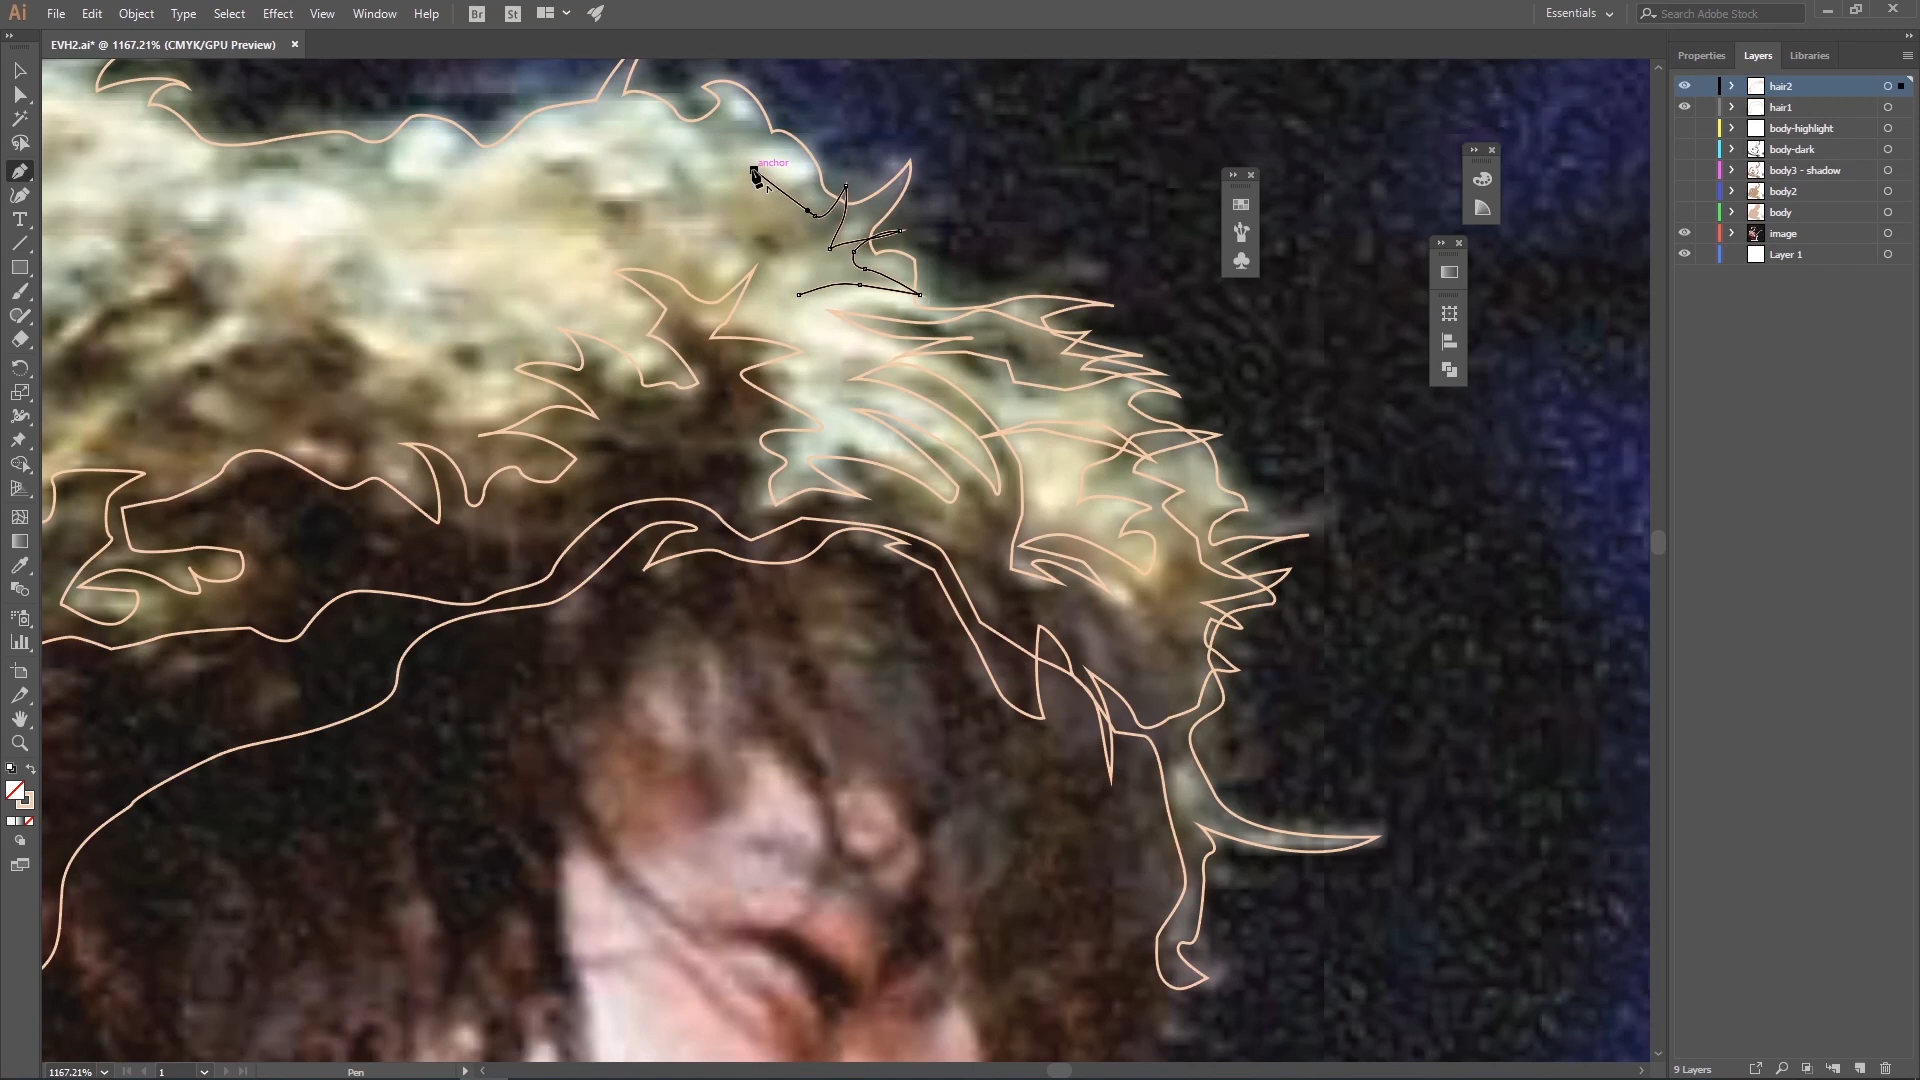 Ai File Edit Object Type Select Effect View Window Help Br St Essentials Search Adobe Stock
EVH2.ai* @ 1167.21% (CMYK/GPU Preview)
Properties Layers Libraries
hair2
hair1
body-highlight
body-dark
body3 - shadow
body2
body
image
Layer 1
anchor
1167.21% 1 Pen
9 Layers